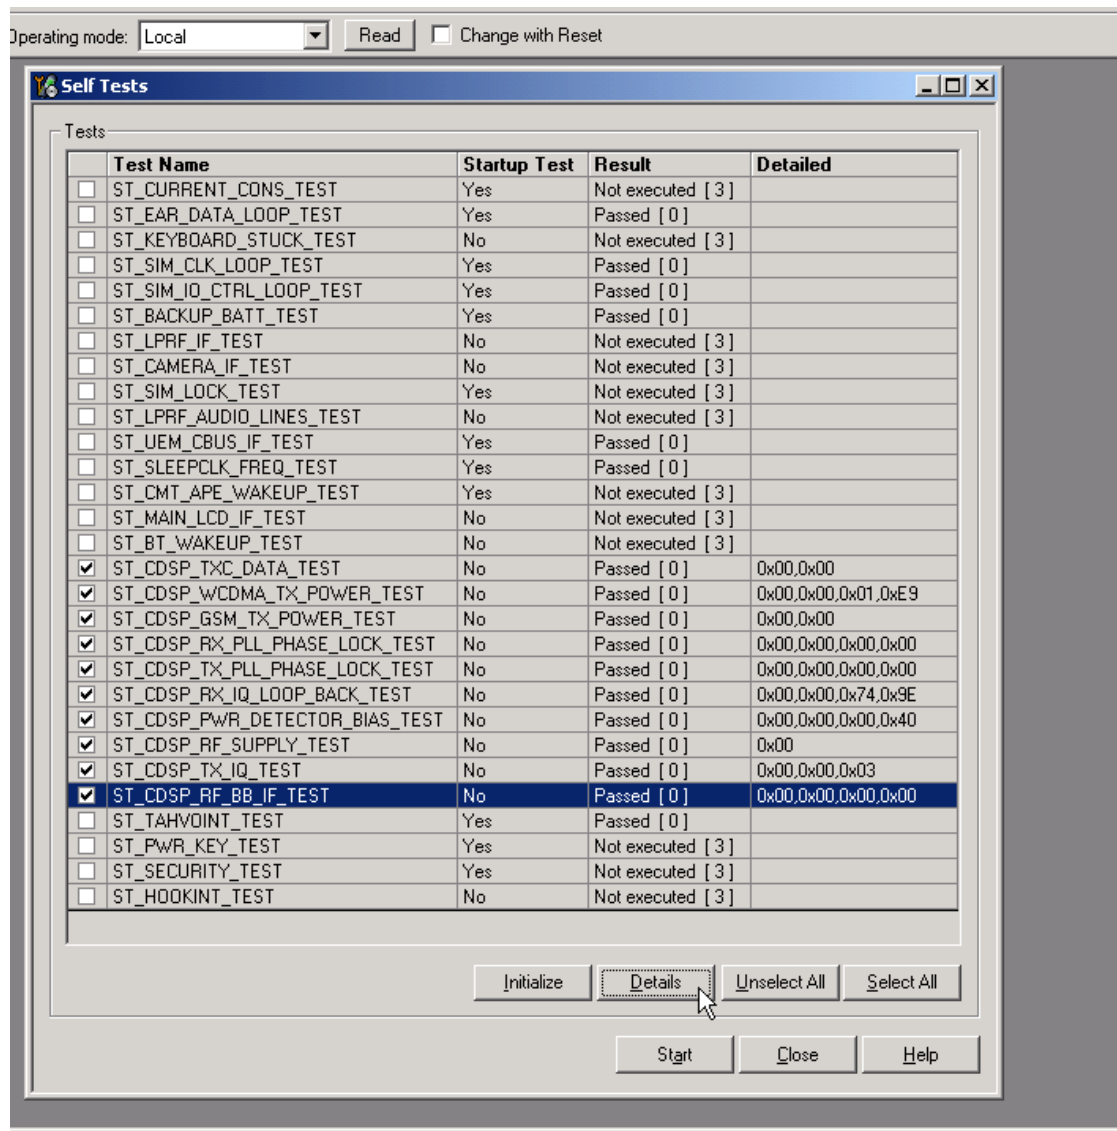 Operating mode: Local Read Change with Reset
Self Tests
Tests
Test Name Startup Test Result Detailed
ST_CURRENT_CONS_TEST Yes Not executed [ 3 ]
ST_EAR_DATA_LOOP_TEST Yes Passed [ 0 ]
ST_KEYBOARD_STUCK_TEST No Not executed [ 3 ]
ST_SIM_CLK_LOOP_TEST Yes Passed [ 0 ]
ST_SIM_IO_CTRL_LOOP_TEST Yes Passed [ 0 ]
ST_BACKUP_BATT_TEST Yes Passed [ 0 ]
ST_LPRF_IF_TEST No Not executed [ 3 ]
ST_CAMERA_IF_TEST No Not executed [ 3 ]
ST_SIM_LOCK_TEST Yes Not executed [ 3 ]
ST_LPRF_AUDIO_LINES_TEST No Not executed [ 3 ]
ST_UEM_CBUS_IF_TEST Yes Passed [ 0 ]
ST_SLEEPCLK_FREQ_TEST Yes Passed [ 0 ]
ST_CMT_APE_WAKEUP_TEST Yes Not executed [ 3 ]
ST_MAIN_LCD_IF_TEST No Not executed [ 3 ]
ST_BT_WAKEUP_TEST No Not executed [ 3 ]
ST_CDSP_TXC_DATA_TEST No Passed [ 0 ] 0x00,0x00
ST_CDSP_WCDMA_TX_POWER_TEST No Passed [ 0 ] 0x00,0x00,0x01,0xE9
ST_CDSP_GSM_TX_POWER_TEST No Passed [ 0 ] 0x00,0x00
ST_CDSP_RX_PLL_PHASE_LOCK_TEST No Passed [ 0 ] 0x00,0x00,0x00,0x00
ST_CDSP_TX_PLL_PHASE_LOCK_TEST No Passed [ 0 ] 0x00,0x00,0x00,0x00
ST_CDSP_RX_IQ_LOOP_BACK_TEST No Passed [ 0 ] 0x00,0x00,0x74,0x9E
ST_CDSP_PWR_DETECTOR_BIAS_TEST No Passed [ 0 ] 0x00,0x00,0x00,0x40
ST_CDSP_RF_SUPPLY_TEST No Passed [ 0 ] 0x00
ST_CDSP_TX_IQ_TEST No Passed [ 0 ] 0x00,0x00,0x03
ST_CDSP_RF_BB_IF_TEST No Passed [ 0 ] 0x00,0x00,0x00,0x00
ST_TAHVOINT_TEST Yes Passed [ 0 ]
ST_PWR_KEY_TEST Yes Not executed [ 3 ]
ST_SECURITY_TEST Yes Not executed [ 3 ]
ST_HOOKINT_TEST No Not executed [ 3 ]
Initialize Details Unselect All Select All
Start Close Help